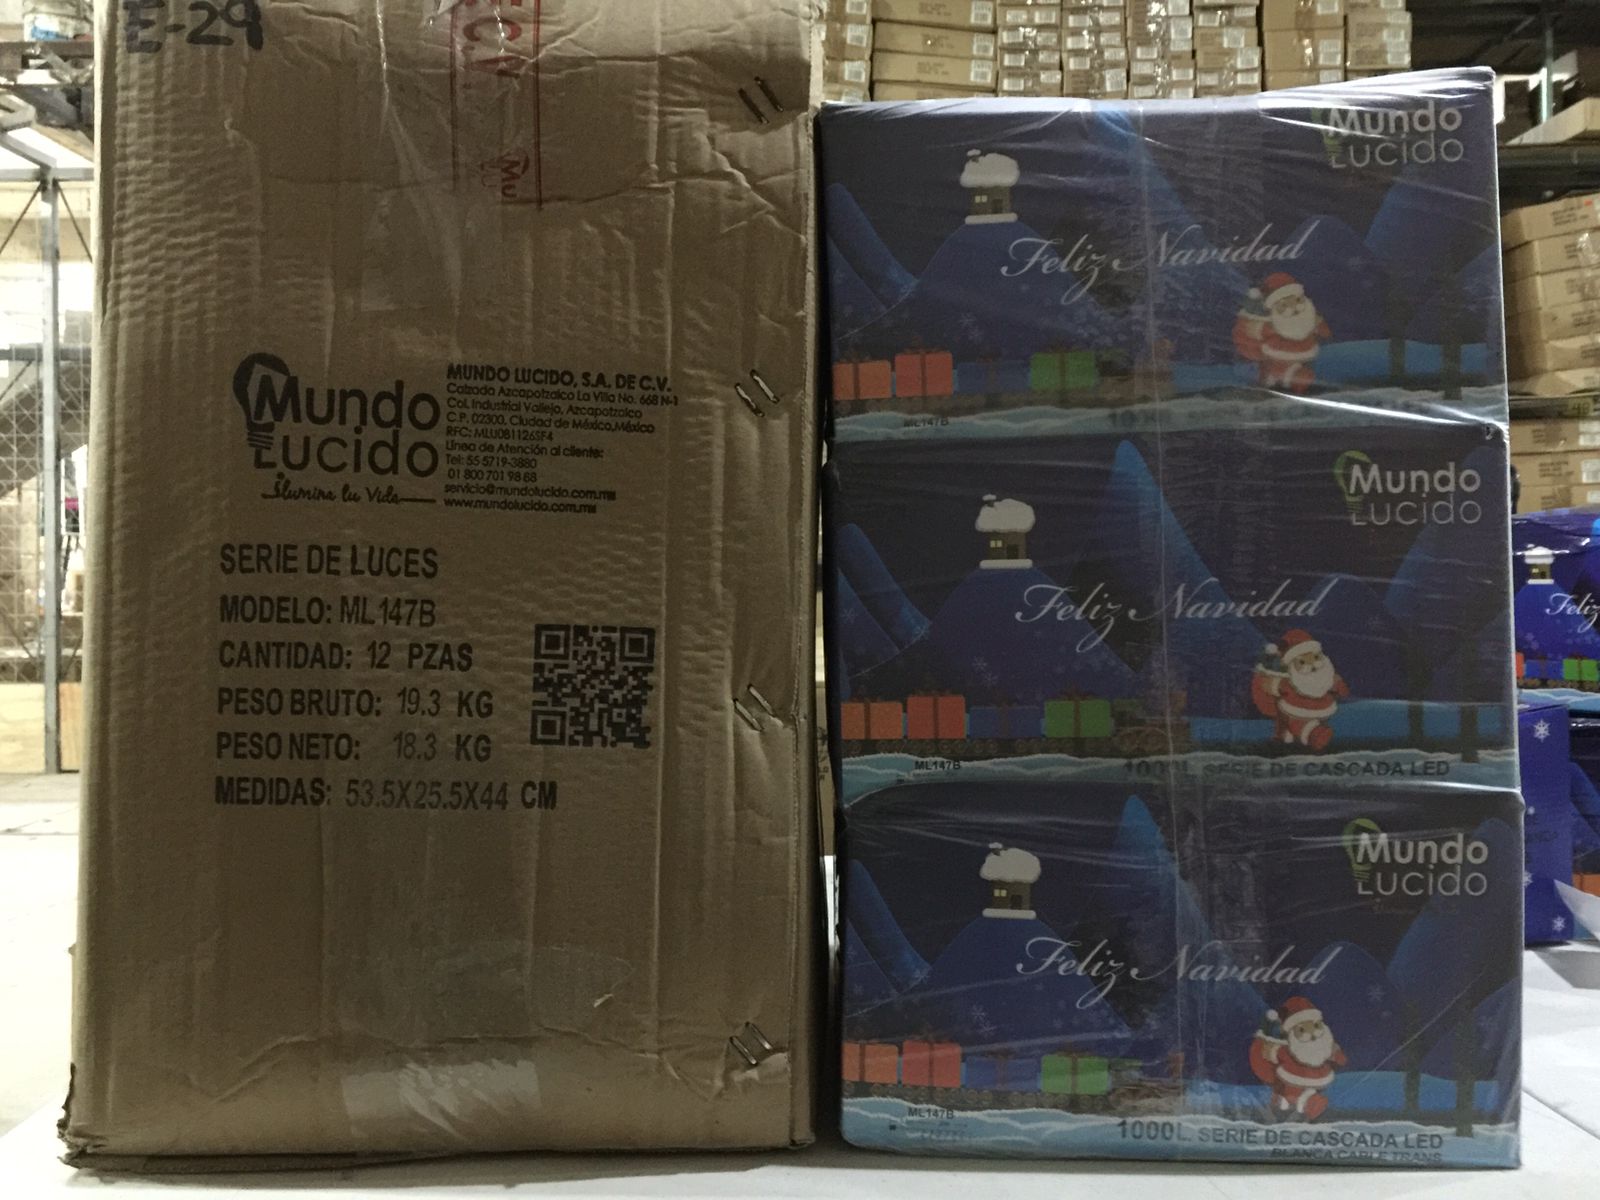 E-29
E.C.V.
Mu
Mundo
Lucido
Ilumina tu Vida
MUNDO LUCIDO, S.A. DE C.V.
Calzada Azcapotzalco La Villa No. 668 N-1
Col. Industrial Vallejo, Azcapotzalco
C.P. 02300, Ciudad de México,México
RFC: MLU081126SF4
Línea de Atención al cliente:
Tel: 55 5719-3880
01 800 701 98 88
servicio@mundolucido.com.mx
www.mundolucido.com.mx
SERIE DE LUCES
MODELO: ML147B
CANTIDAD: 12 PZAS
PESO BRUTO: 19.3 KG
PESO NETO: 18.3 KG
MEDIDAS: 53.5X25.5X44 CM
Mundo
Lucido
Feliz Navidad
ML147B
Mundo
Lucido
Feliz Navidad
ML147B
1000L SERIE DE CASCADA LED
Mundo
Lucido
Feliz Navidad
ML147B
1000L SERIE DE CASCADA LED
BLANCA CABLE TRANS
Feliz